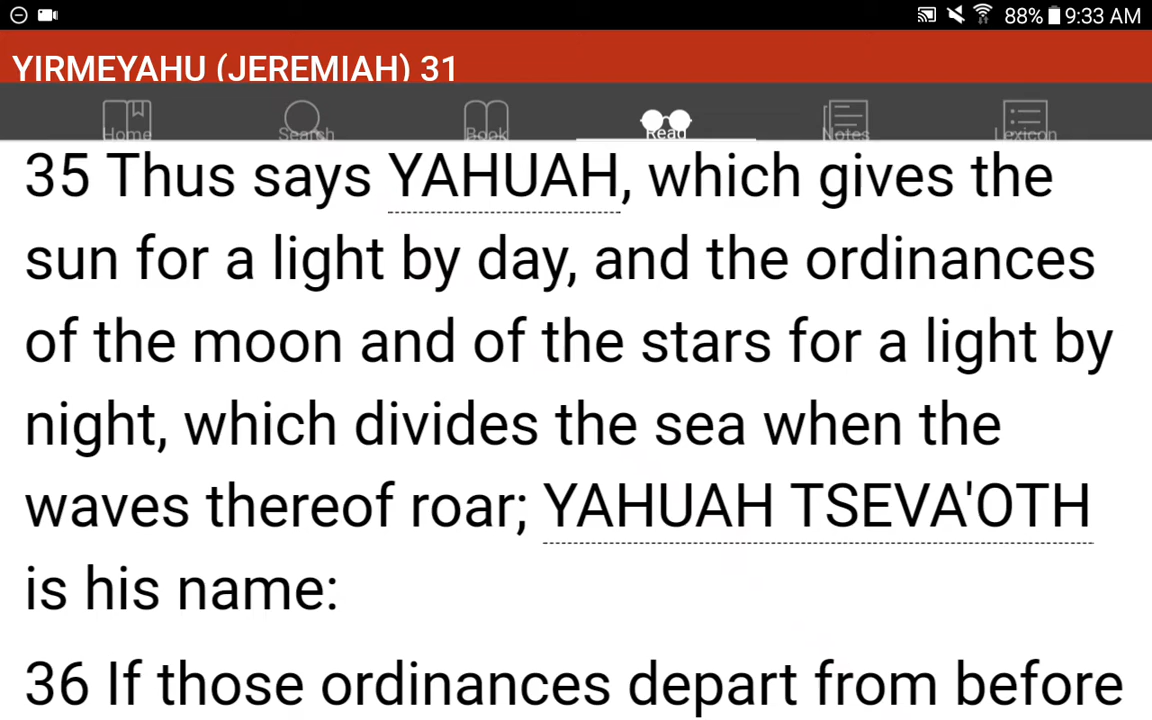 88% 9:33 AM
YIRMEYAHU (JEREMIAH) 31
Home Search Book Read Notes Lexicon
35 Thus says YAHUAH, which gives the
sun for a light by day, and the ordinances
of the moon and of the stars for a light by
night, which divides the sea when the
waves thereof roar; YAHUAH TSEVA'OTH
is his name:
36 If those ordinances depart from before